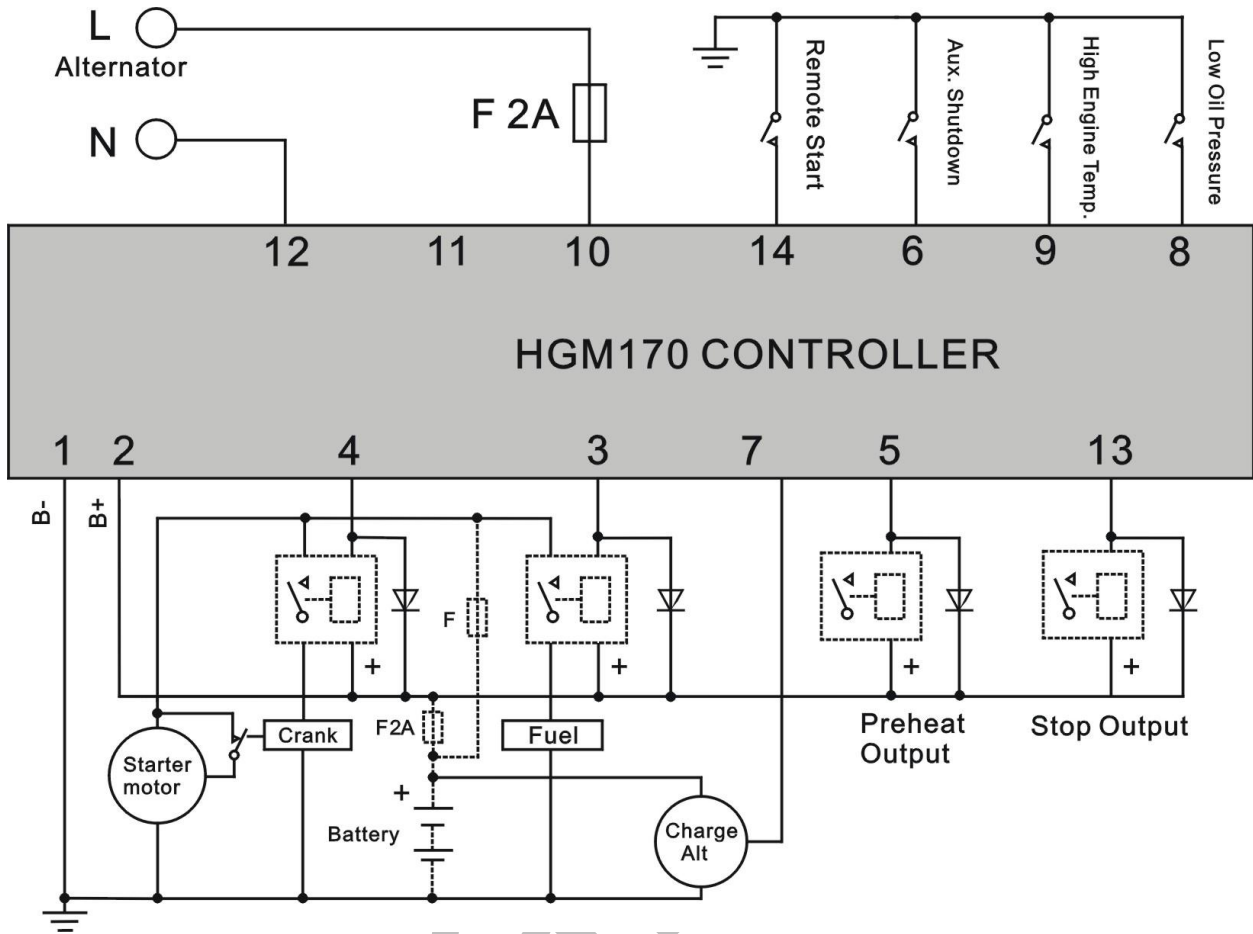 L
Alternator
N
F 2A
Remote Start
Aux. Shutdown
High Engine Temp.
Low Oil Pressure
12 11 10 14 6 9 8
HGM170 CONTROLLER
1 2 4 3 7 5 13
B-
B+
F
+ + + +
F2A
Crank
Fuel
Preheat
Output
Stop Output
Starter
motor
+
Battery
Charge
Alt